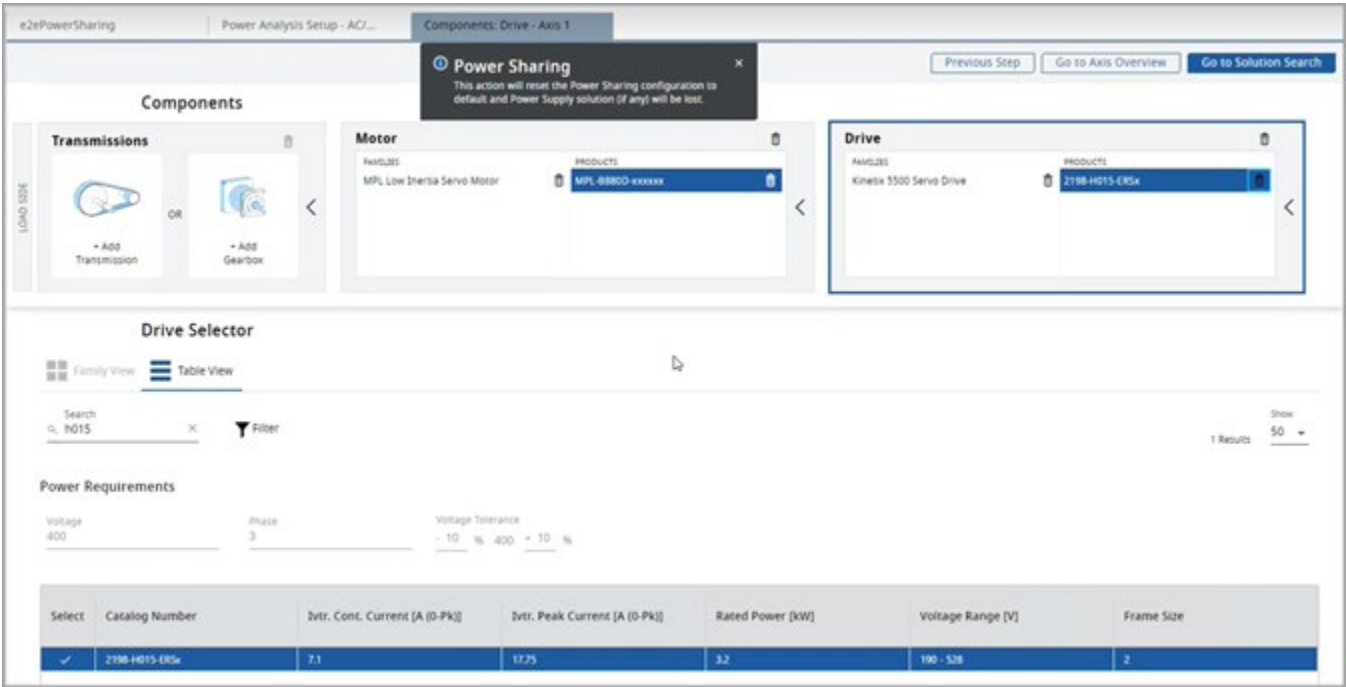 e2ePowerSharing
Power Analysis Setup - AC/...
Components: Drive - Axis 1
Power Sharing
This action will reset the Power Sharing configuration to
default and Power Supply solution (if any) will be lost.
Previous Step
Go to Axis Overview
Go to Solution Search
Components
LOAD SIDE
Transmissions
OR
+ Add
Transmission
+ Add
Gearbox
Motor
FAMILIES
PRODUCTS
MPL Low Inertia Servo Motor
MPL-B880D-xxxxxx
Drive
FAMILIES
PRODUCTS
Kinetix 5500 Servo Drive
2198-H015-ERSx
Drive Selector
Family View
Table View
Search
h015
Filter
Show
1 Results
50
Power Requirements
Voltage
400
Phase
3
Voltage Tolerance
- 10 % 400 + 10 %
Select Catalog Number Ivtr. Cont. Current [A (0-Pk)] Ivtr. Peak Current [A (0-Pk)] Rated Power [kW] Voltage Range [V] Frame Size
2198-H015-ERSx 7.1 17.75 3.2 190 - 528 2